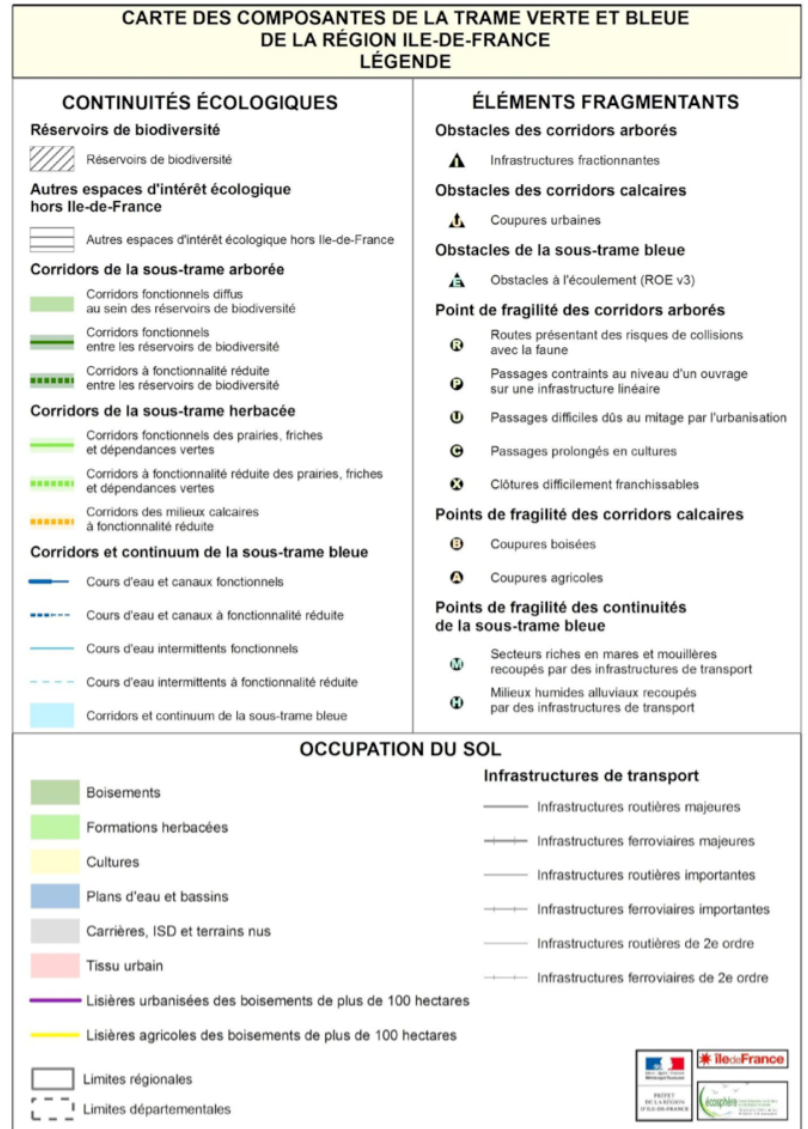 CARTE DES COMPOSANTES DE LA TRAME VERTE ET BLEUE
DE LA RÉGION ILE-DE-FRANCE
LÉGENDE
CONTINUITÉS ÉCOLOGIQUES
Réservoirs de biodiversité
Réservoirs de biodiversité
Autres espaces d'intérêt écologique
hors Ile-de-France
Autres espaces d'intérêt écologique hors Ile-de-France
Corridors de la sous-trame arborée
Corridors fonctionnels diffus
au sein des réservoirs de biodiversité
Corridors fonctionnels
entre les réservoirs de biodiversité
Corridors à fonctionnalité réduite
entre les réservoirs de biodiversité
Corridors de la sous-trame herbacée
Corridors fonctionnels des prairies, friches
et dépendances vertes
Corridors à fonctionnalité réduite des prairies, friches
et dépendances vertes
Corridors des milieux calcaires
à fonctionnalité réduite
Corridors et continuum de la sous-trame bleue
Cours d'eau et canaux fonctionnels
Cours d'eau et canaux à fonctionnalité réduite
Cours d'eau intermittents fonctionnels
Cours d'eau intermittents à fonctionnalité réduite
Corridors et continuum de la sous-trame bleue
ÉLÉMENTS FRAGMENTANTS
Obstacles des corridors arborés
I Infrastructures fractionnantes
Obstacles des corridors calcaires
U Coupures urbaines
Obstacles de la sous-trame bleue
E Obstacles à l'écoulement (ROE v3)
Point de fragilité des corridors arborés
R Routes présentant des risques de collisions
avec la faune
P Passages contraints au niveau d'un ouvrage
sur une infrastructure linéaire
U Passages difficiles dûs au mitage par l'urbanisation
C Passages prolongés en cultures
X Clôtures difficilement franchissables
Points de fragilité des corridors calcaires
B Coupures boisées
A Coupures agricoles
Points de fragilité des continuités
de la sous-trame bleue
M Secteurs riches en mares et mouillères
recoupés par des infrastructures de transport
H Milieux humides alluviaux recoupés
par des infrastructures de transport
OCCUPATION DU SOL
Boisements
Formations herbacées
Cultures
Plans d'eau et bassins
Carrières, ISD et terrains nus
Tissu urbain
Lisières urbanisées des boisements de plus de 100 hectares
Lisières agricoles des boisements de plus de 100 hectares
Limites régionales
Limites départementales
Infrastructures de transport
Infrastructures routières majeures
Infrastructures ferroviaires majeures
Infrastructures routières importantes
Infrastructures ferroviaires importantes
Infrastructures routières de 2e ordre
Infrastructures ferroviaires de 2e ordre
PRÉFET
DE LA RÉGION
D'ILE-DE-FRANCE
îledeFrance
écosphère